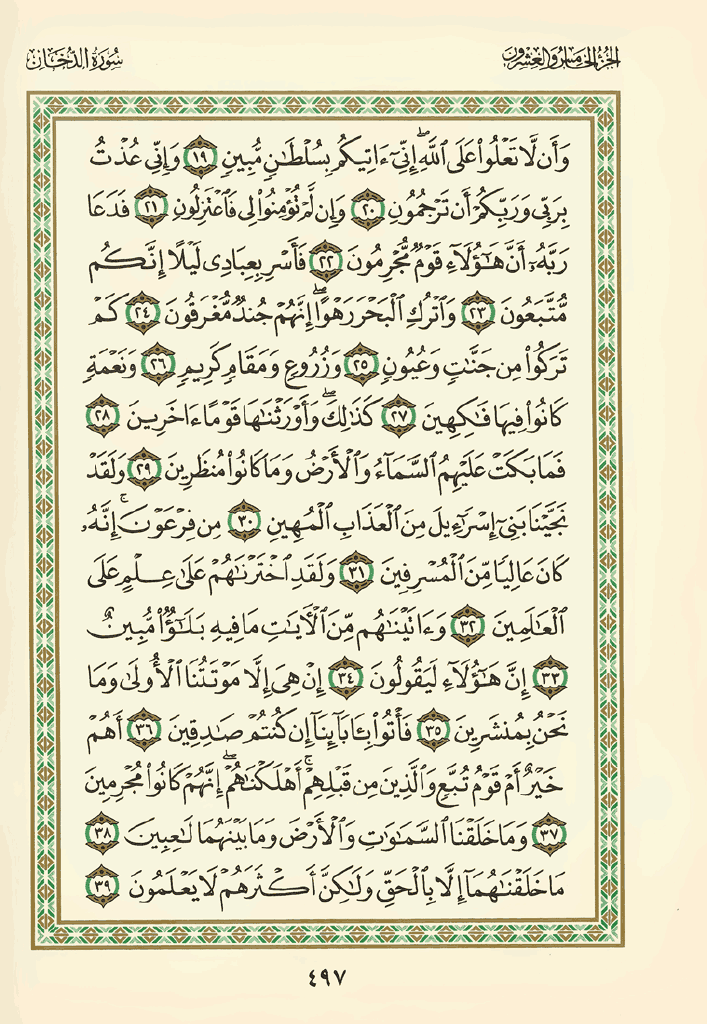 الجزء الخامس والعشرون
سورة الدخان
وَأَن لَّا تَعْلُوا۟ عَلَى ٱللَّهِ ۖ إِنِّىٓ ءَاتِيكُم بِسُلْطَـٰنٍ مُّبِينٍ ١٩ وَإِنِّى عُذْتُ
بِرَبِّى وَرَبِّكُمْ أَن تَرْجُمُونِ ٢٠ وَإِن لَّمْ تُؤْمِنُوا۟ لِى فَٱعْتَزِلُونِ ٢١ فَدَعَا
رَبَّهُۥٓ أَنَّ هَـٰٓؤُلَآءِ قَوْمٌ مُّجْرِمُونَ ٢٢ فَأَسْرِ بِعِبَادِى لَيْلًا إِنَّكُم
مُّتَّبَعُونَ ٢٣ وَٱتْرُكِ ٱلْبَحْرَ رَهْوًا ۖ إِنَّهُمْ جُندٌ مُّغْرَقُونَ ٢٤ كَمْ
تَرَكُوا۟ مِن جَنَّـٰتٍ وَعُيُونٍ ٢٥ وَزُرُوعٍ وَمَقَامٍ كَرِيمٍ ٢٦ وَنَعْمَةٍ
كَانُوا۟ فِيهَا فَـٰكِهِينَ ٢٧ كَذَٰلِكَ ۖ وَأَوْرَثْنَـٰهَا قَوْمًا ءَاخَرِينَ ٢٨
فَمَا بَكَتْ عَلَيْهِمُ ٱلسَّمَآءُ وَٱلْأَرْضُ وَمَا كَانُوا۟ مُنظَرِينَ ٢٩ وَلَقَدْ
نَجَّيْنَا بَنِىٓ إِسْرَٰٓءِيلَ مِنَ ٱلْعَذَابِ ٱلْمُهِينِ ٣٠ مِن فِرْعَوْنَ ۚ إِنَّهُۥ
كَانَ عَالِيًا مِّنَ ٱلْمُسْرِفِينَ ٣١ وَلَقَدِ ٱخْتَرْنَـٰهُمْ عَلَىٰ عِلْمٍ عَلَى
ٱلْعَـٰلَمِينَ ٣٢ وَءَاتَيْنَـٰهُم مِّنَ ٱلْـَٔايَـٰتِ مَا فِيهِ بَلَـٰٓؤٌا۟ مُّبِينٌ
٣٣ إِنَّ هَـٰٓؤُلَآءِ لَيَقُولُونَ ٣٤ إِنْ هِىَ إِلَّا مَوْتَتُنَا ٱلْأُولَىٰ وَمَا
نَحْنُ بِمُنشَرِينَ ٣٥ فَأْتُوا۟ بِـَٔابَآئِنَآ إِن كُنتُمْ صَـٰدِقِينَ ٣٦ أَهُمْ
خَيْرٌ أَمْ قَوْمُ تُبَّعٍ وَٱلَّذِينَ مِن قَبْلِهِمْ ۚ أَهْلَكْنَـٰهُمْ ۖ إِنَّهُمْ كَانُوا۟ مُجْرِمِينَ
٣٧ وَمَا خَلَقْنَا ٱلسَّمَـٰوَٰتِ وَٱلْأَرْضَ وَمَا بَيْنَهُمَا لَـٰعِبِينَ ٣٨
مَا خَلَقْنَـٰهُمَآ إِلَّا بِٱلْحَقِّ وَلَـٰكِنَّ أَكْثَرَهُمْ لَا يَعْلَمُونَ ٣٩
٤٩٧